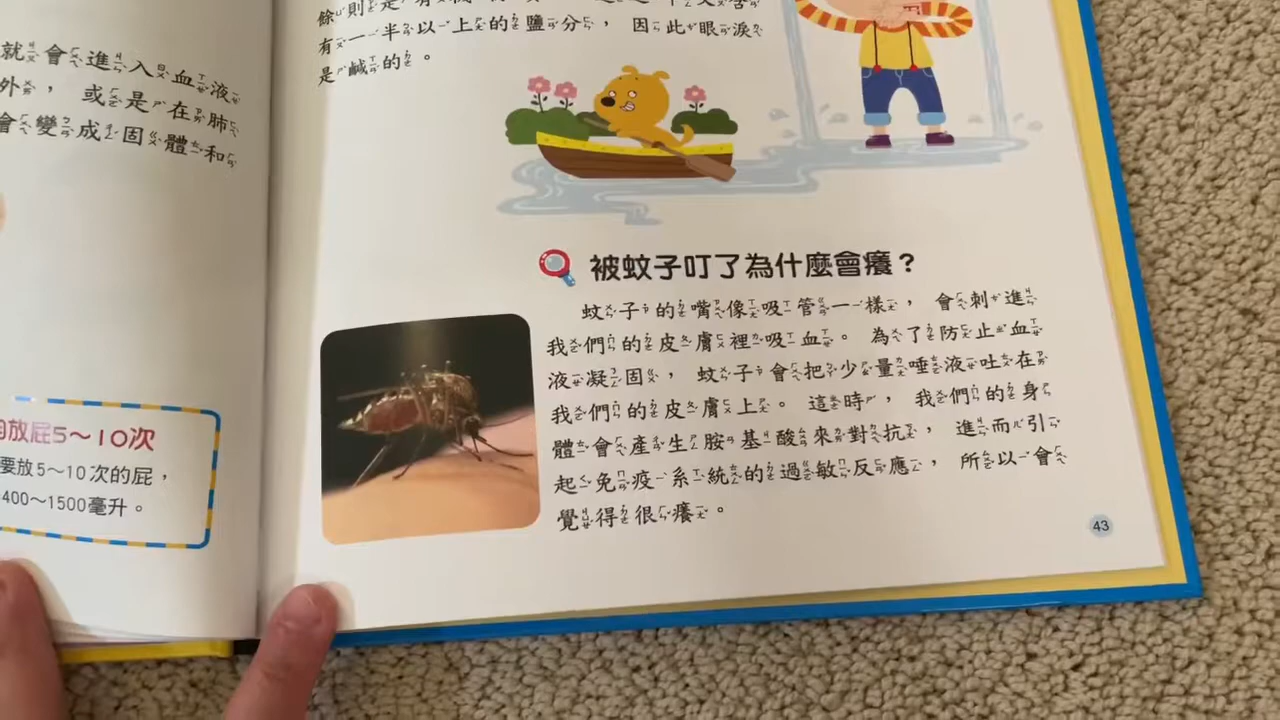 就會進入血液
外，或是在肺
會變成固體和
放屁5～10次
要放5～10次的屁，
400～1500毫升。
有一半以上的鹽分，因此眼淚
是鹹的。
被蚊子叮了為什麼會癢？
蚊子的嘴像吸管一樣，會刺進
我們的皮膚裡吸血。為了防止血
液凝固，蚊子會把少量唾液吐在
我們的皮膚上。這時，我們的身
體會產生胺基酸來對抗，進而引
起免疫系統的過敏反應，所以會
覺得很癢。
43